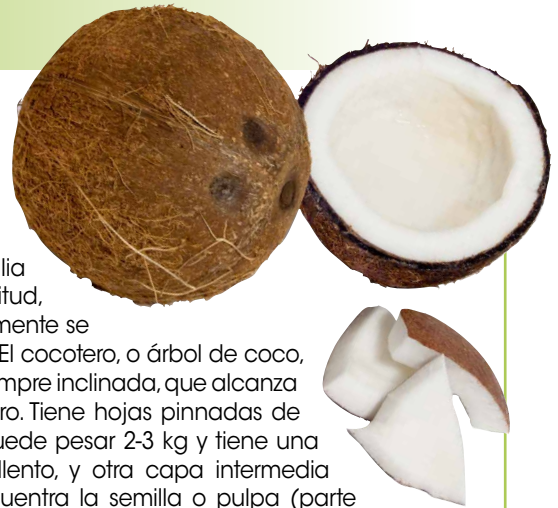 lia
itud,
mente se
El cocotero, o árbol de coco,
mpre inclinada, que alcanza
ro. Tiene hojas pinnadas de
uede pesar 2-3 kg y tiene una
llento, y otra capa intermedia
uentra la semilla o pulpa (parte